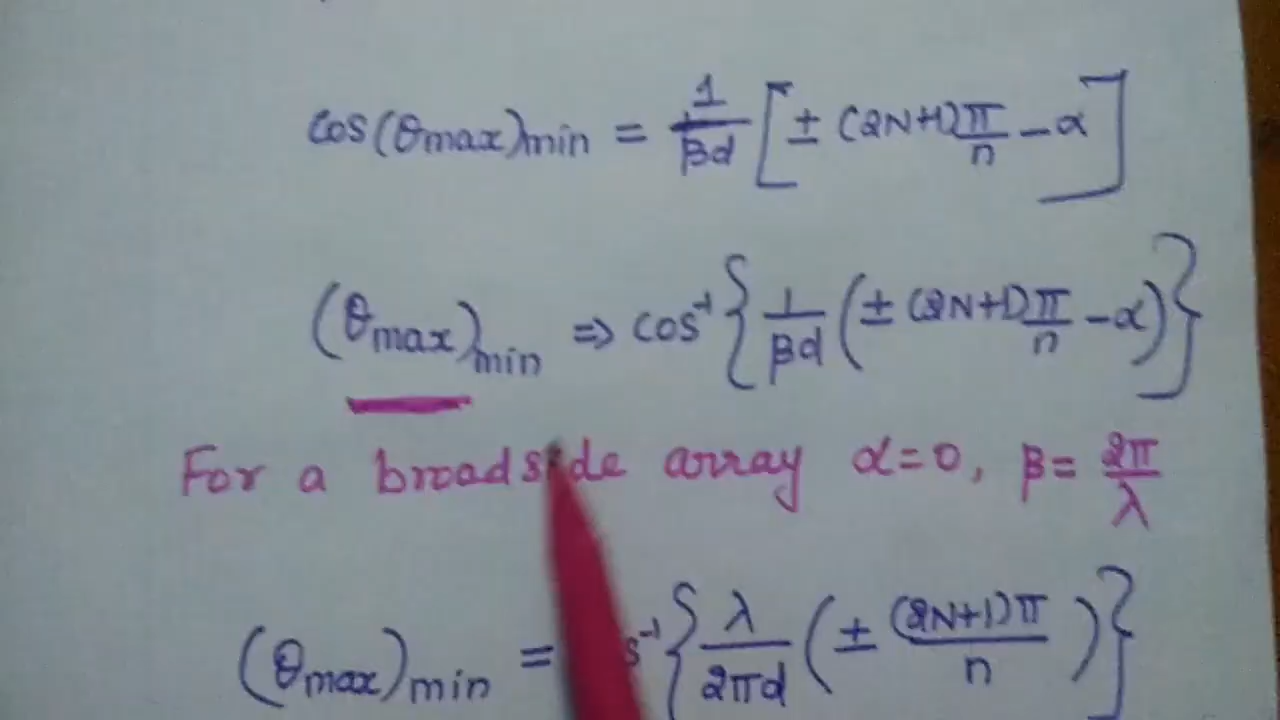 cos(θmax)min = 1/βd [± (2N+1)π/n − α]
(θmax)min ⇒ cos⁻¹{1/βd (± (2N+1)π/n − α)}
For a broadside array α=0, β= 2π/λ
(θmax)min = s⁻¹{λ/2πd (± (2N+1)π/n)}